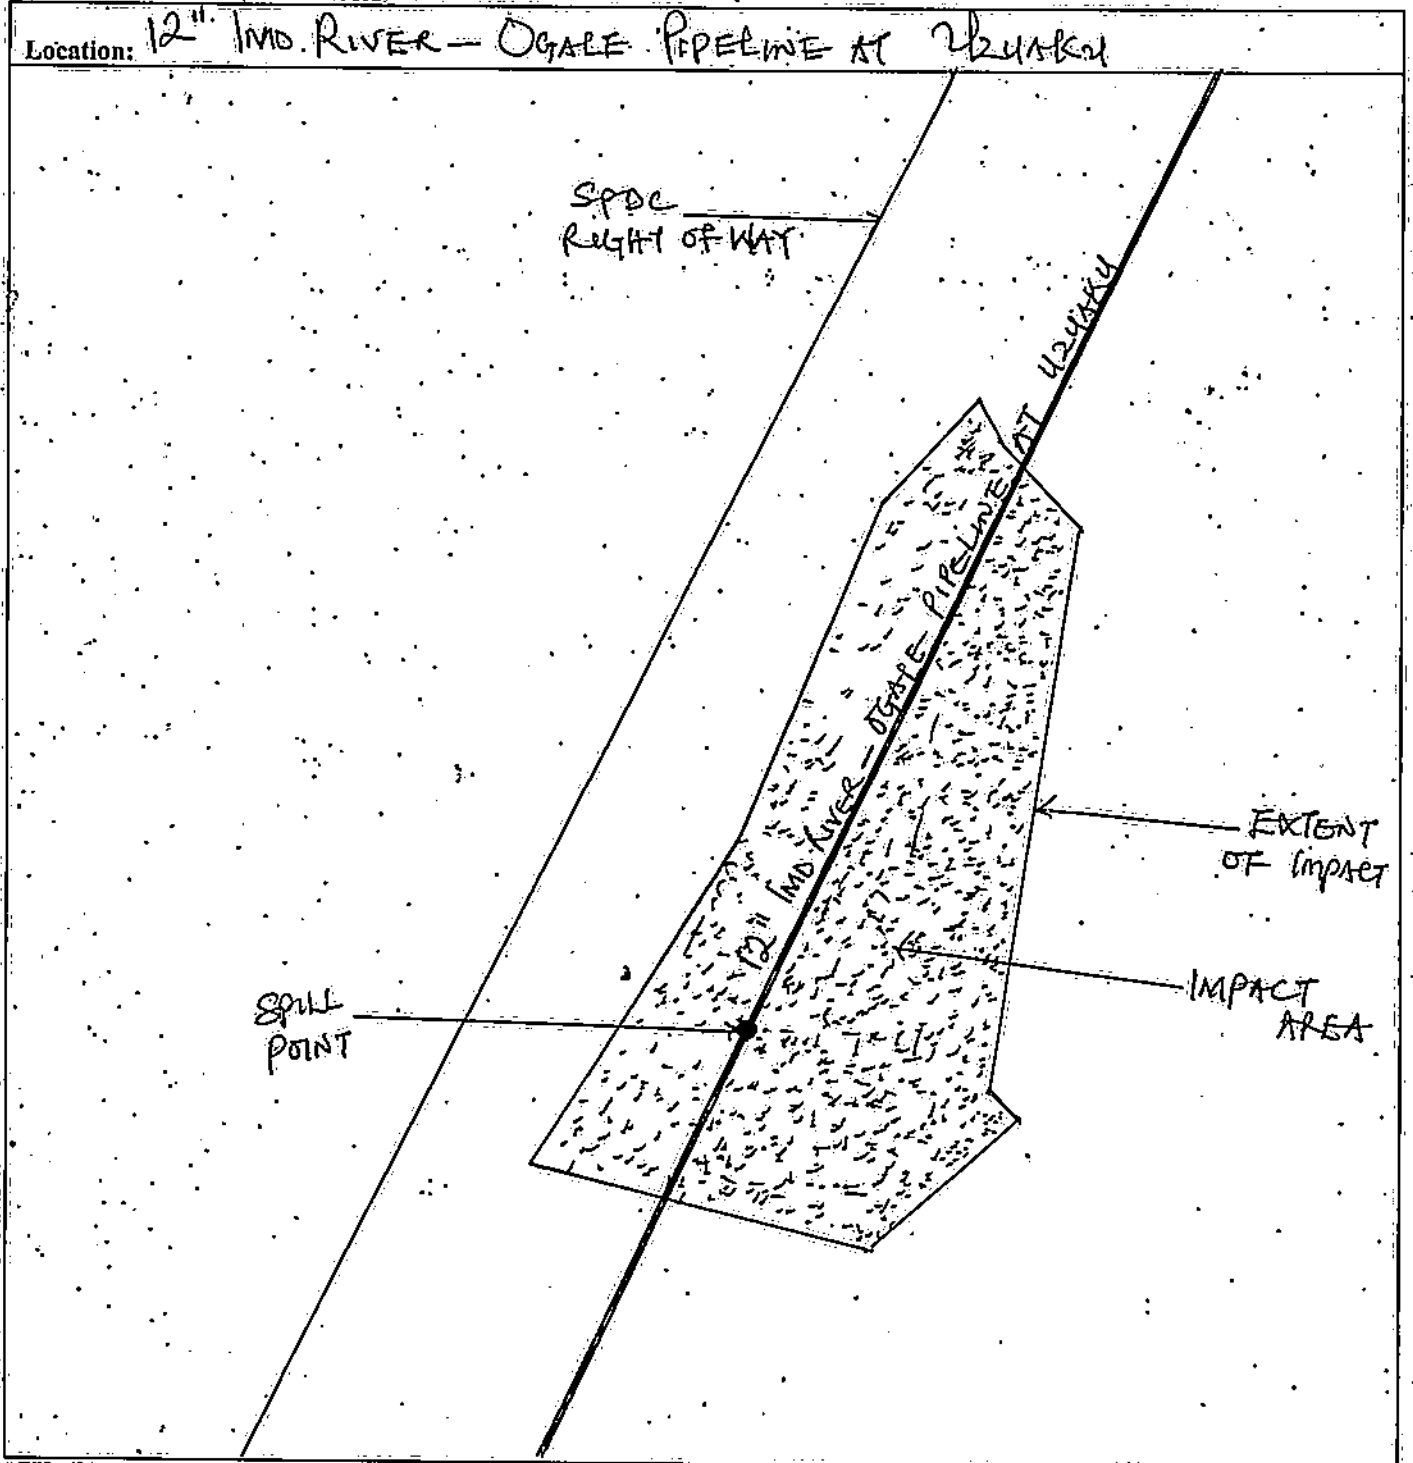 Location: 12" IMO RIVER - OGALE PIPELINE AT UZUAKU
SPDC
RIGHT OF WAY
12" IMO RIVER - OGALE PIPELINE AT UZUAKU
EXTENT
OF IMPACT
IMPACT
AREA
SPILL
POINT